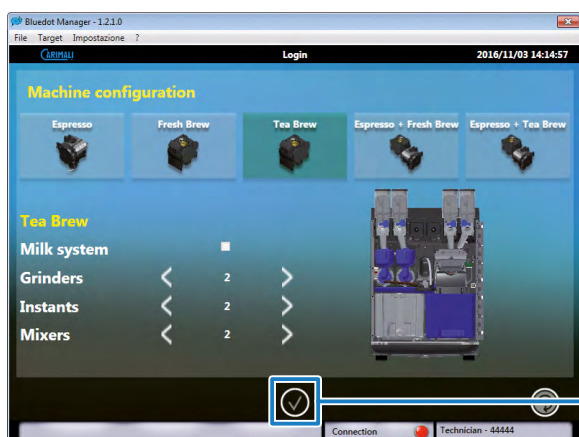 Bluedot Manager - 1.2.1.0
File Target Impostazione ?
CARIMALI Login 2016/11/03 14:14:57
Machine configuration
Espresso Fresh Brew Tea Brew Espresso + Fresh Brew Espresso + Tea Brew
Tea Brew
Milk system
Grinders 2
Instants 2
Mixers 2
Connection Technician - 44444